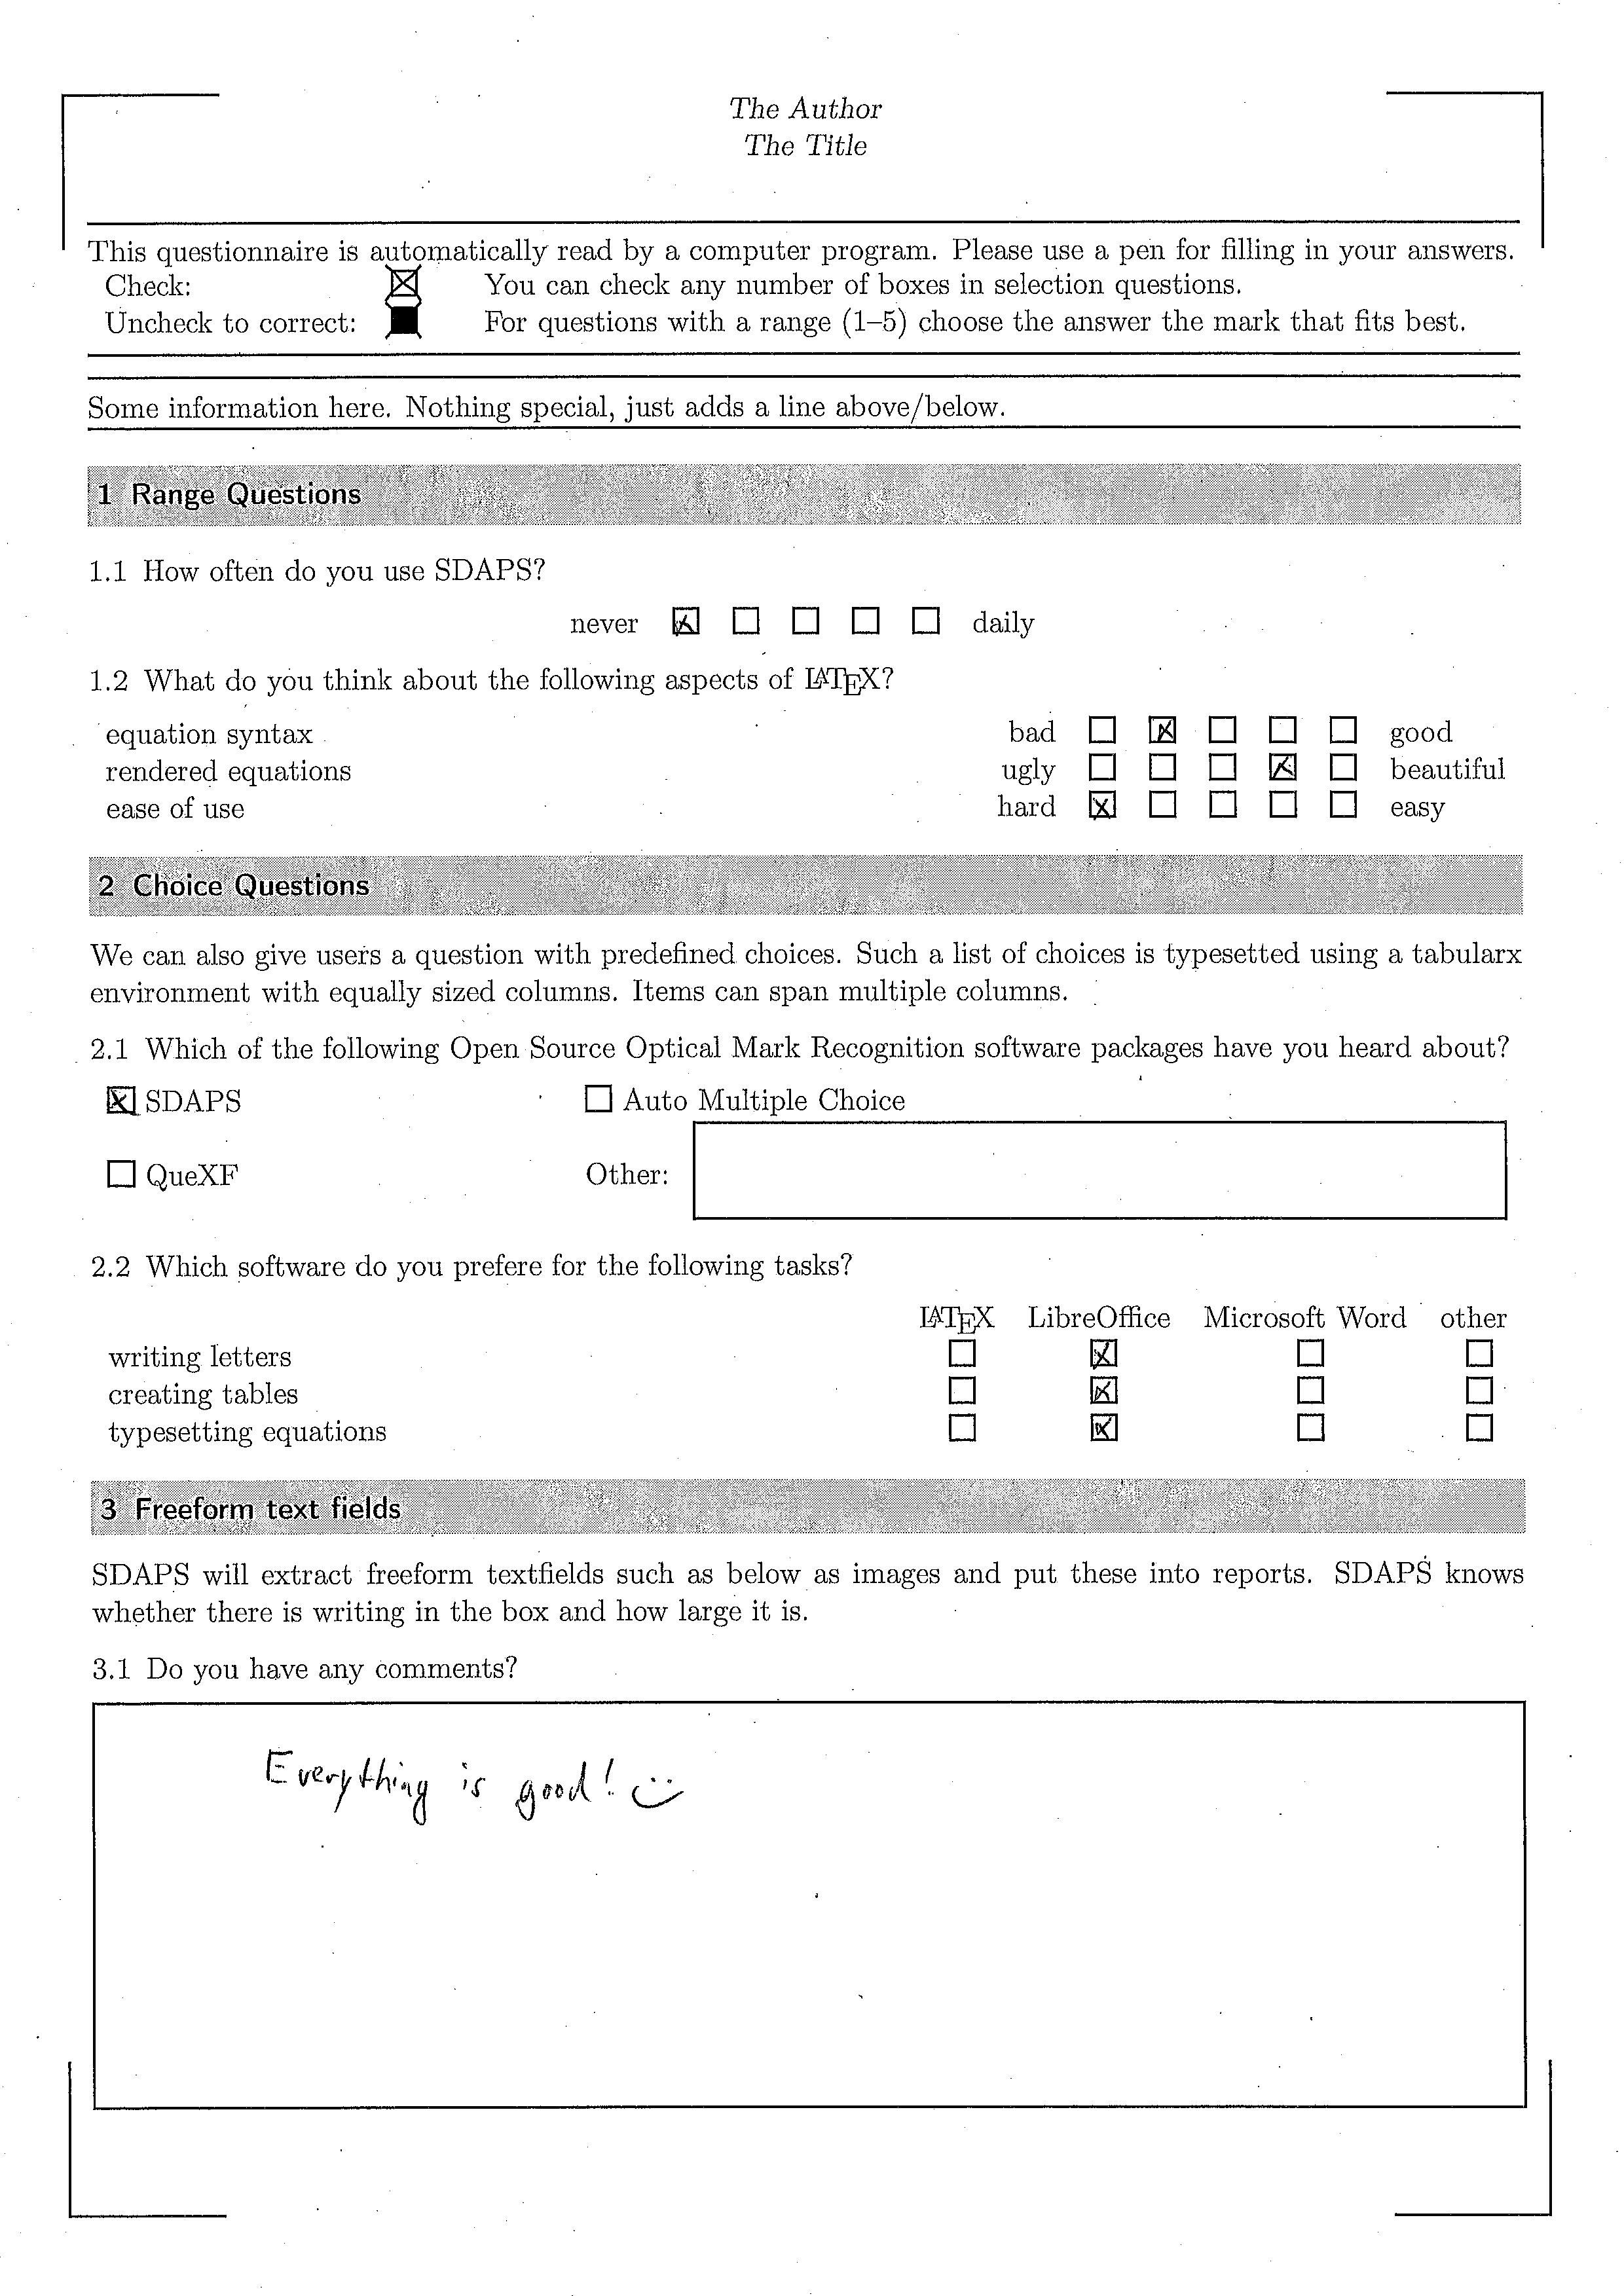 The Author
The Title
This questionnaire is automatically read by a computer program. Please use a pen for filling in your answers.
Check: You can check any number of boxes in selection questions.
Uncheck to correct: For questions with a range (1–5) choose the answer the mark that fits best.
Some information here. Nothing special, just adds a line above/below.
1 Range Questions
1.1 How often do you use SDAPS?
never daily
1.2 What do you think about the following aspects of LATEX?
equation syntax bad good
rendered equations ugly beautiful
ease of use hard easy
2 Choice Questions
We can also give users a question with predefined choices. Such a list of choices is typesetted using a tabularx
environment with equally sized columns. Items can span multiple columns.
2.1 Which of the following Open Source Optical Mark Recognition software packages have you heard about?
SDAPS Auto Multiple Choice
QueXF Other:
2.2 Which software do you prefere for the following tasks?
LATEX LibreOffice Microsoft Word other
writing letters
creating tables
typesetting equations
3 Freeform text fields
SDAPS will extract freeform textfields such as below as images and put these into reports. SDAPS knows
whether there is writing in the box and how large it is.
3.1 Do you have any comments?
Everything is good!